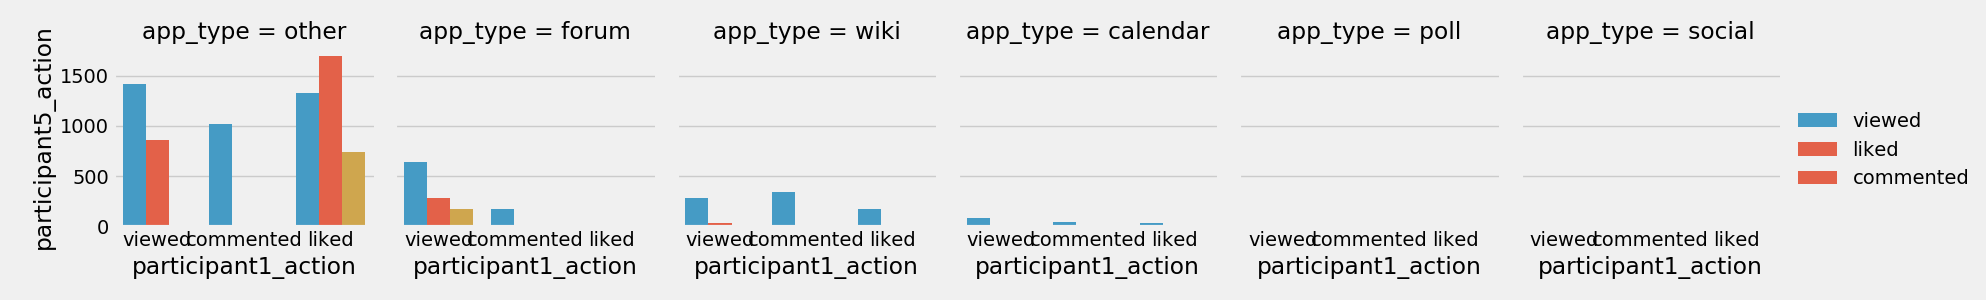 app_type = other
app_type = forum
app_type = wiki
app_type = calendar
app_type = poll
app_type = social
participant5_action
1500
1000
500
0
viewed commented liked
viewed commented liked
viewed commented liked
viewed commented liked
viewed commented liked
viewed commented liked
participant1_action
participant1_action
participant1_action
participant1_action
participant1_action
participant1_action
viewed
liked
commented